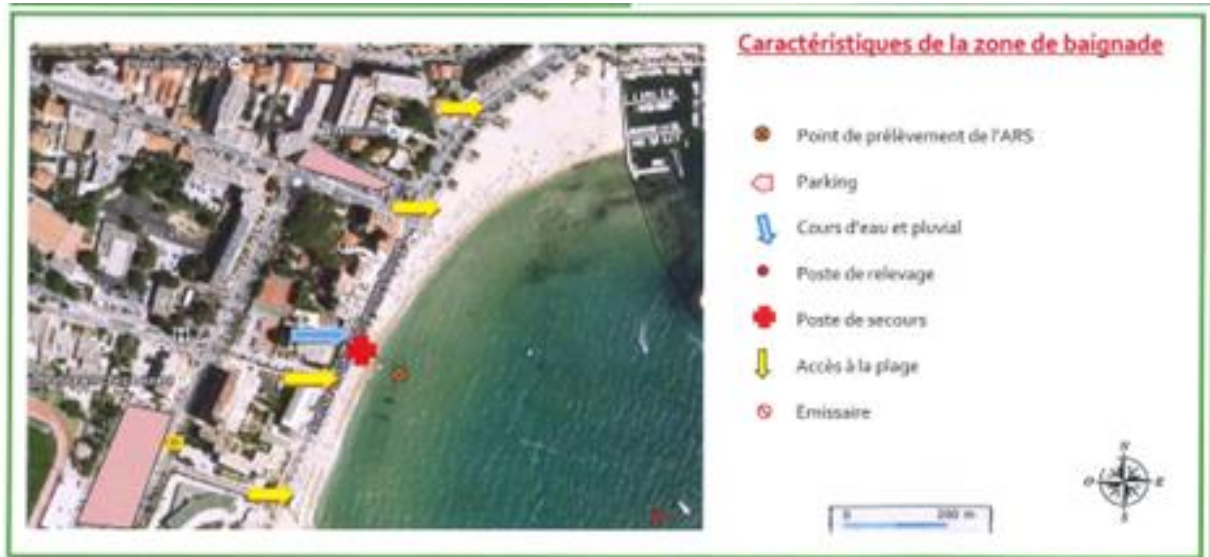 Caractéristiques de la zone de baignade
Point de prélèvement de l'ARS
Parking
Cours d'eau et pluvial
Poste de relevage
Poste de secours
Accès à la plage
Emissaire
N
O E
S
0 200 m